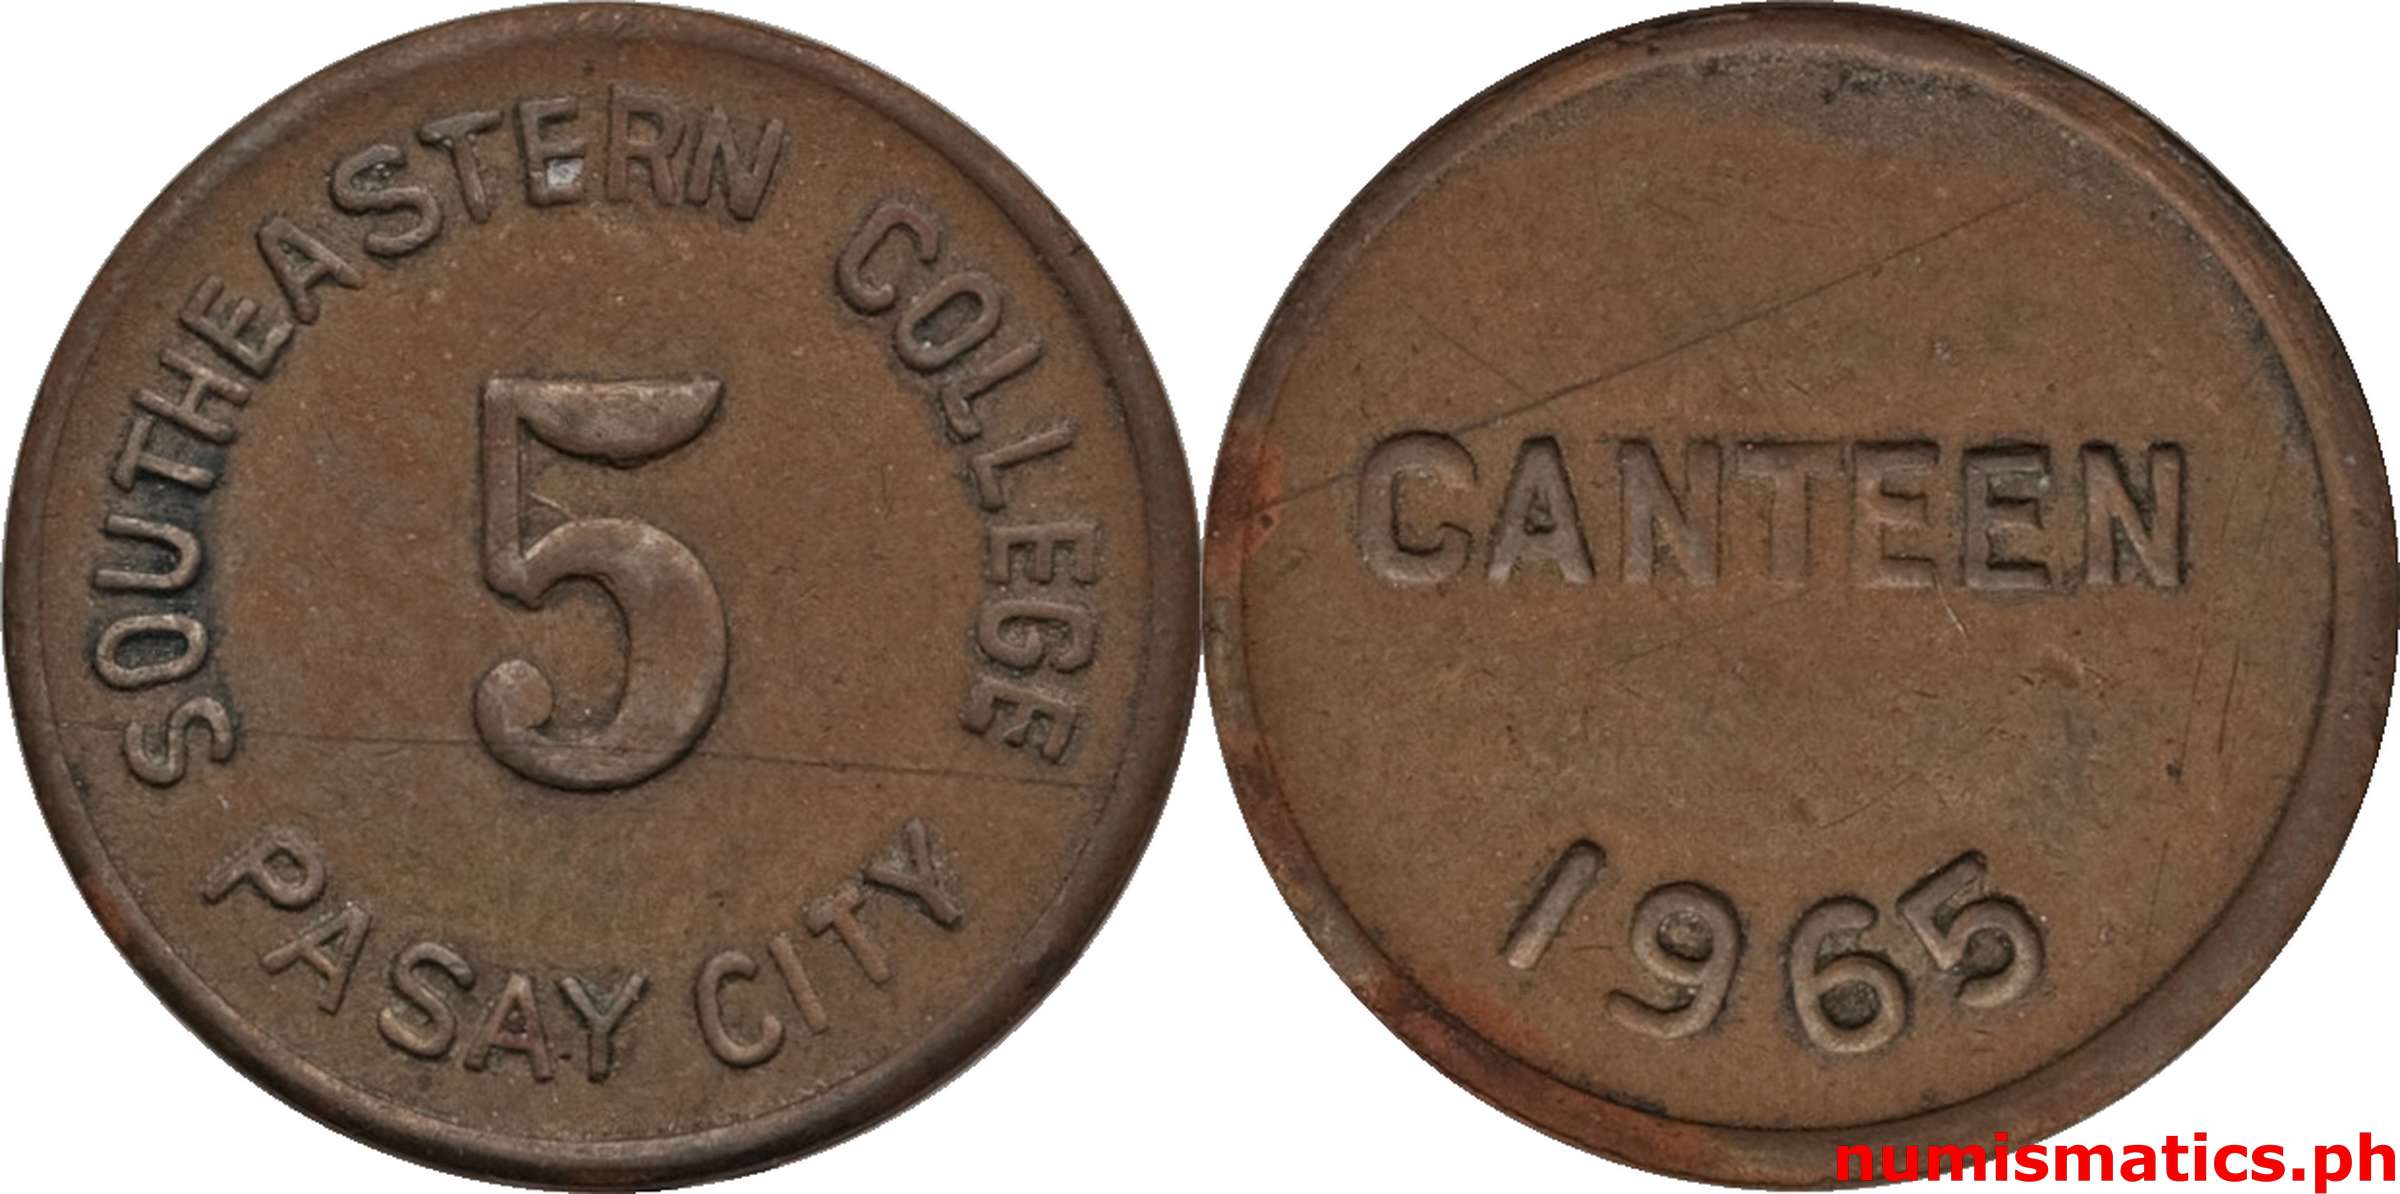 SOUTHEASTERN COLLEGE
5
PASAY CITY
CANTEEN
1965
numismatics.ph